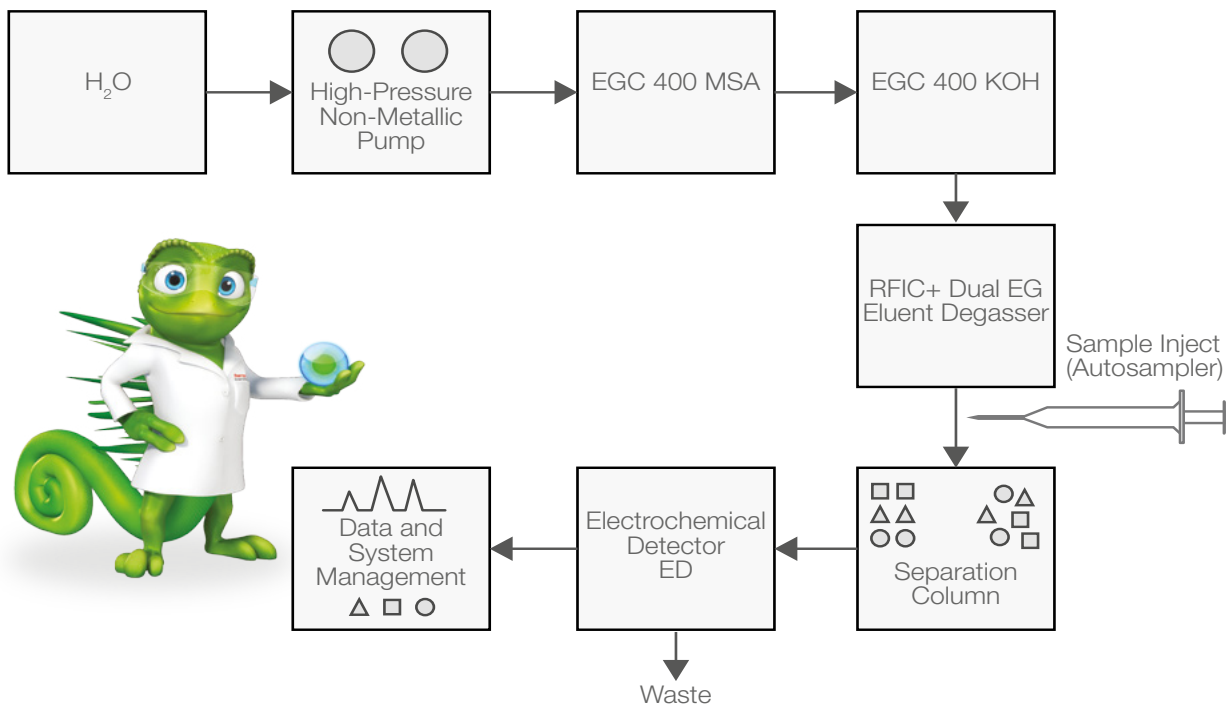 H₂O
High-Pressure
Non-Metallic
Pump
EGC 400 MSA
EGC 400 KOH
RFIC+ Dual EG
Eluent Degasser
Sample Inject
(Autosampler)
Separation
Column
Electrochemical
Detector
ED
Data and
System
Management
Waste